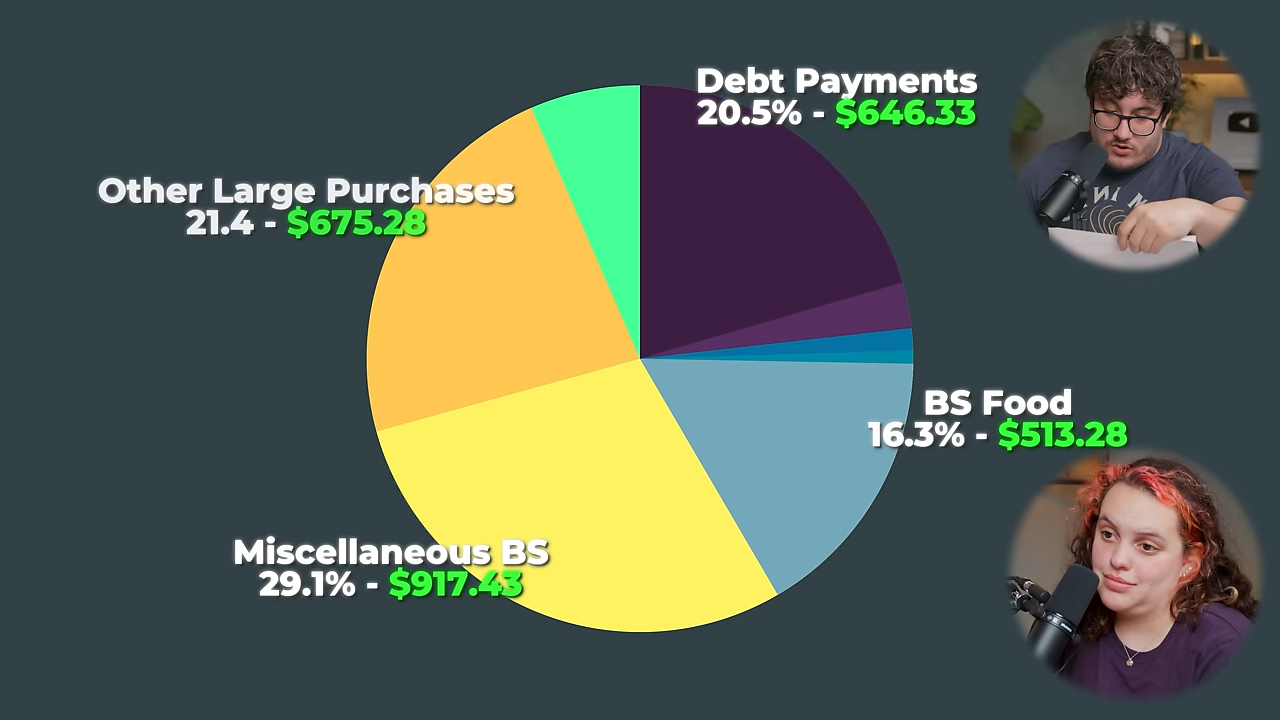 Debt Payments
20.5% - $646.33
Other Large Purchases
21.4 - $675.28
BS Food
16.3% - $513.28
Miscellaneous BS
29.1% - $917.43